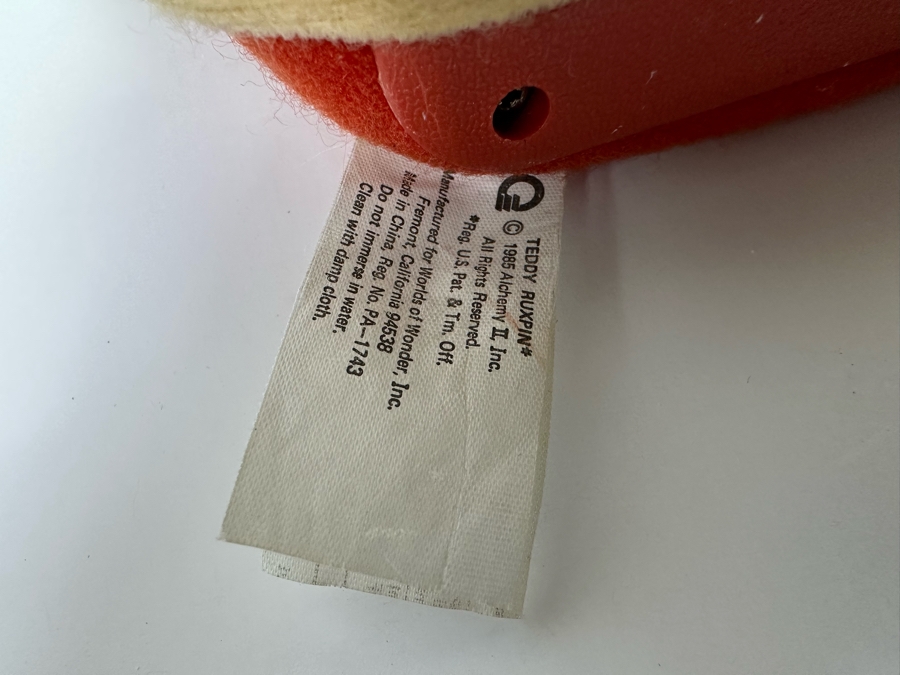 TEDDY RUXPIN*
© 1985 Alchemy II, Inc.
All Rights Reserved.
*Reg. U.S. Pat. & Tm. Off.
Manufactured for Worlds of Wonder, Inc.
Fremont, California 94538
Made in China, Reg. No. PA-1743
Do not immerse in water.
Clean with damp cloth.